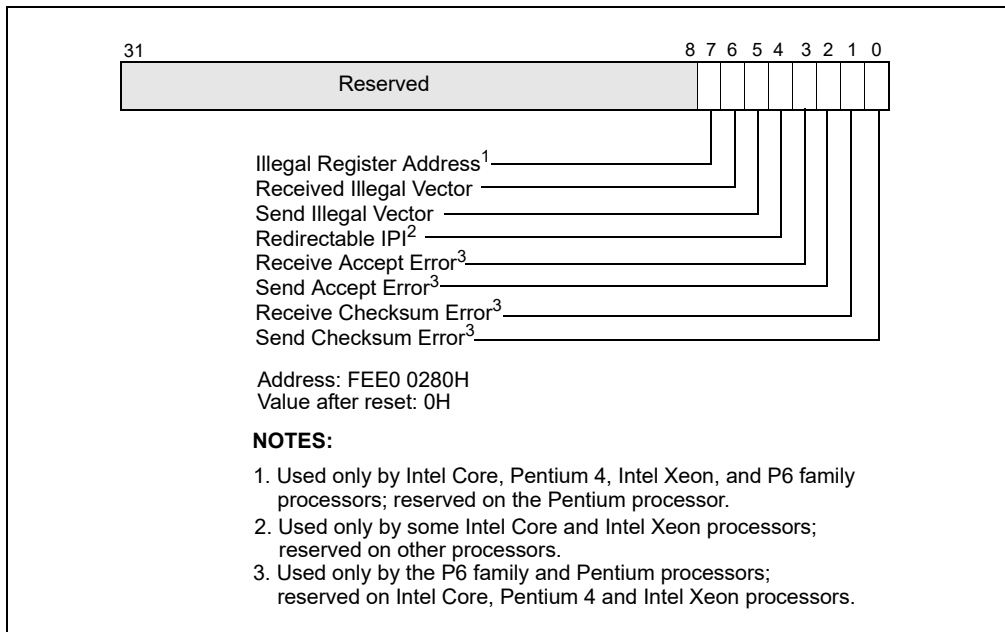 31 8 7 6 5 4 3 2 1 0
Reserved
Illegal Register Address1
Received Illegal Vector
Send Illegal Vector
Redirectable IPI2
Receive Accept Error3
Send Accept Error3
Receive Checksum Error3
Send Checksum Error3
Address: FEE0 0280H
Value after reset: 0H
NOTES:
1. Used only by Intel Core, Pentium 4, Intel Xeon, and P6 family
processors; reserved on the Pentium processor.
2. Used only by some Intel Core and Intel Xeon processors;
reserved on other processors.
3. Used only by the P6 family and Pentium processors;
reserved on Intel Core, Pentium 4 and Intel Xeon processors.